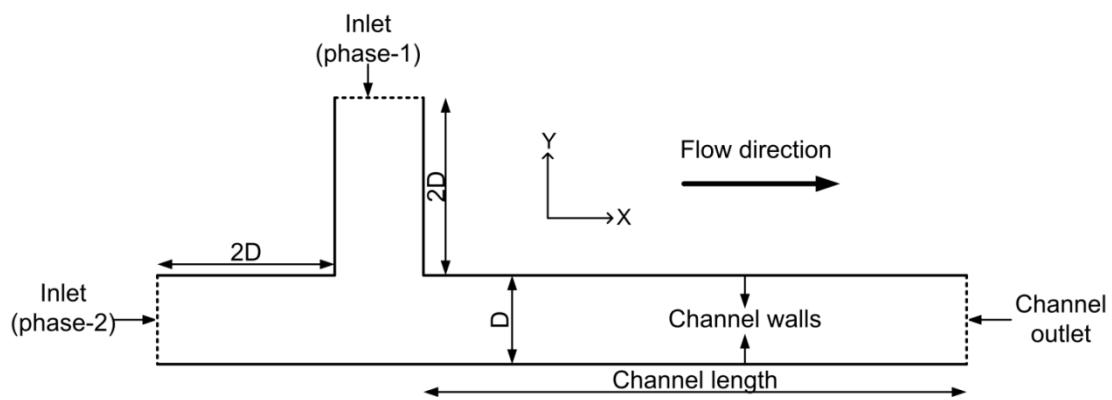 Inlet
(phase-1)
Y
Flow direction
2D
X
2D
Inlet
(phase-2)
D
Channel walls
Channel
outlet
Channel length